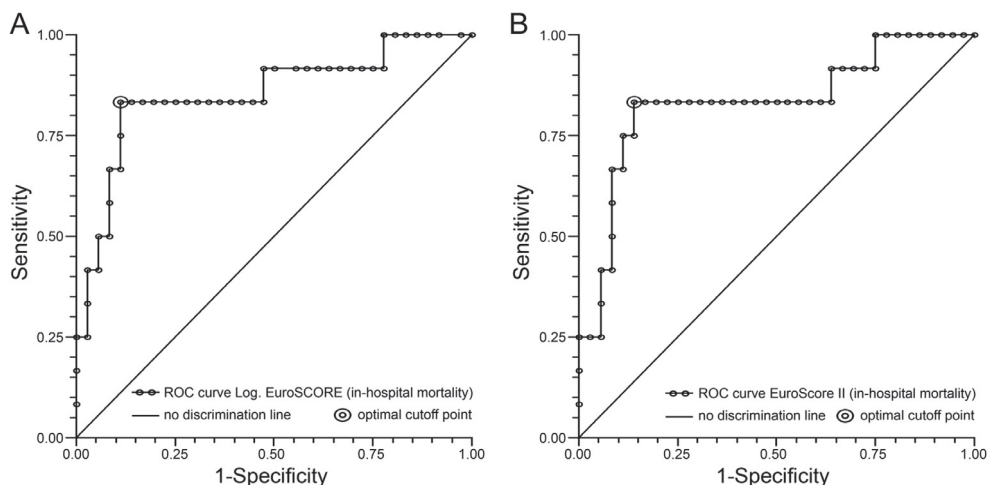 A
1.00
0.75
0.50
0.25
0.00
Sensitivity
ROC curve Log. EuroSCORE (in-hospital mortality)
no discrimination line
optimal cutoff point
0.00 0.25 0.50 0.75 1.00
1-Specificity
B
1.00
0.75
0.50
0.25
0.00
Sensitivity
ROC curve EuroScore II (in-hospital mortality)
no discrimination line
optimal cutoff point
0.00 0.25 0.50 0.75 1.00
1-Specificity